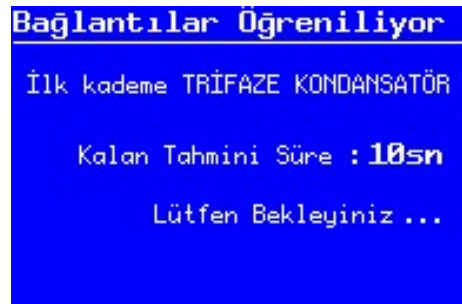 Bağlantılar Öğreniliyor
İlk kademe TRİFAZE KONDANSATÖR
Kalan Tahmini Süre : 10sn
Lütfen Bekleyiniz ...